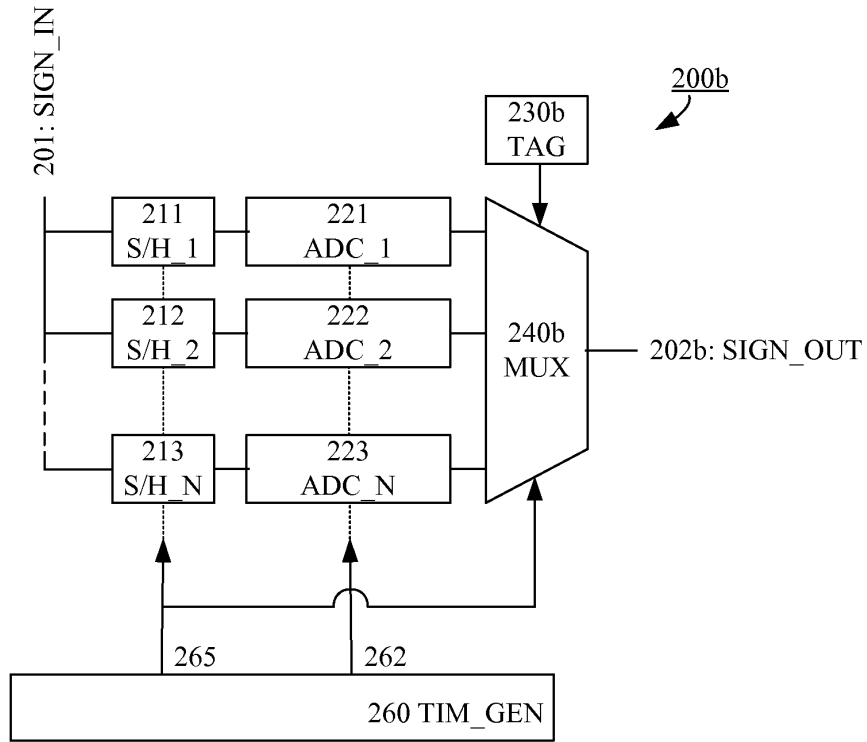 201: SIGN_IN
200b
230b
TAG
211
S/H_1
221
ADC_1
212
S/H_2
222
ADC_2
240b
MUX
202b: SIGN_OUT
213
S/H_N
223
ADC_N
265
262
260 TIM_GEN